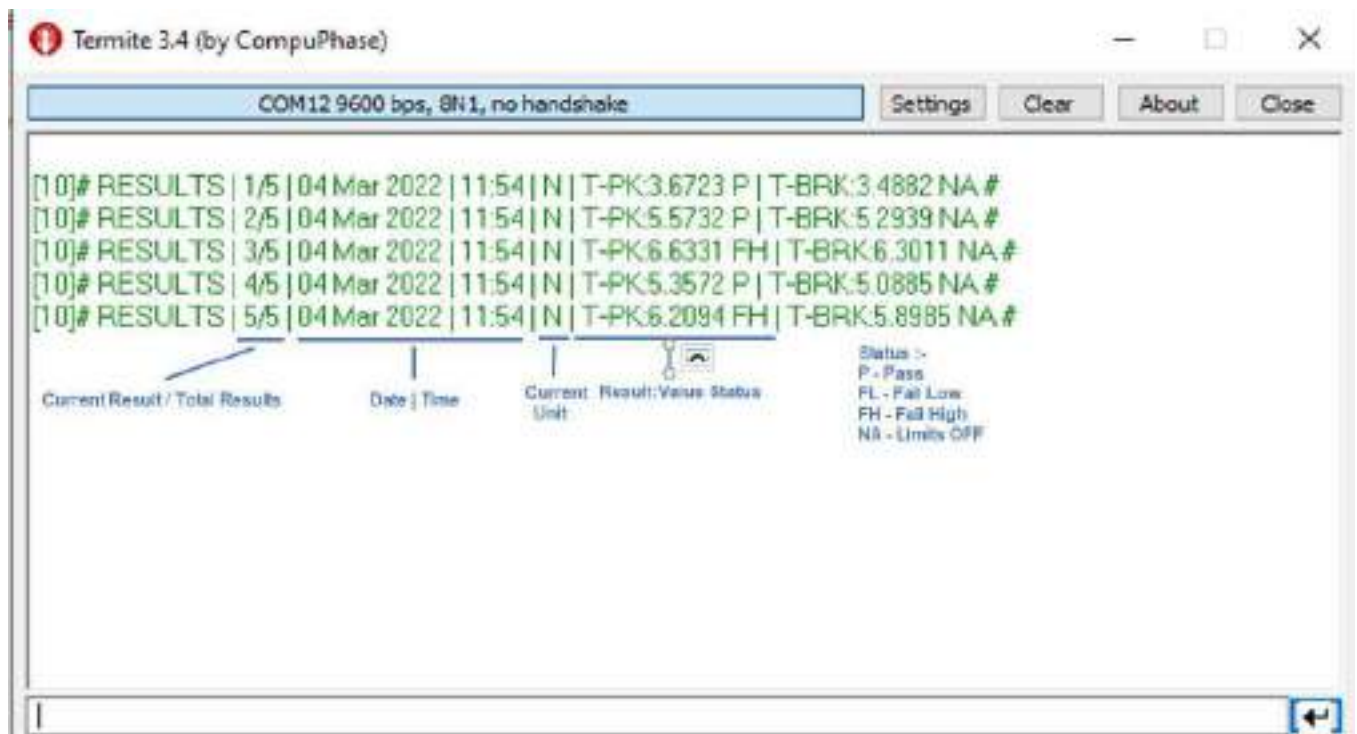 Termite 3.4 (by CompuPhase)
COM12 9600 bps, 8N1, no handshake
Settings
Clear
About
Close
[10]# RESULTS | 1/5 | 04 Mar 2022 | 11:54 | N | T-PK:3.6723 P | T-BRK:3.4882 NA #
[10]# RESULTS | 2/5 | 04 Mar 2022 | 11:54 | N | T-PK:5.5732 P | T-BRK:5.2939 NA #
[10]# RESULTS | 3/5 | 04 Mar 2022 | 11:54 | N | T-PK:6.6331 FH | T-BRK:6.3011 NA #
[10]# RESULTS | 4/5 | 04 Mar 2022 | 11:54 | N | T-PK:5.3572 P | T-BRK:5.0885 NA #
[10]# RESULTS | 5/5 | 04 Mar 2022 | 11:54 | N | T-PK:6.2094 FH | T-BRK:5.8985 NA #
Current Result / Total Results
Date | Time
Current Unit
Result:Value Status
Status :-
P - Pass
FL - Fail Low
FH - Fail High
NA - Limits OFF